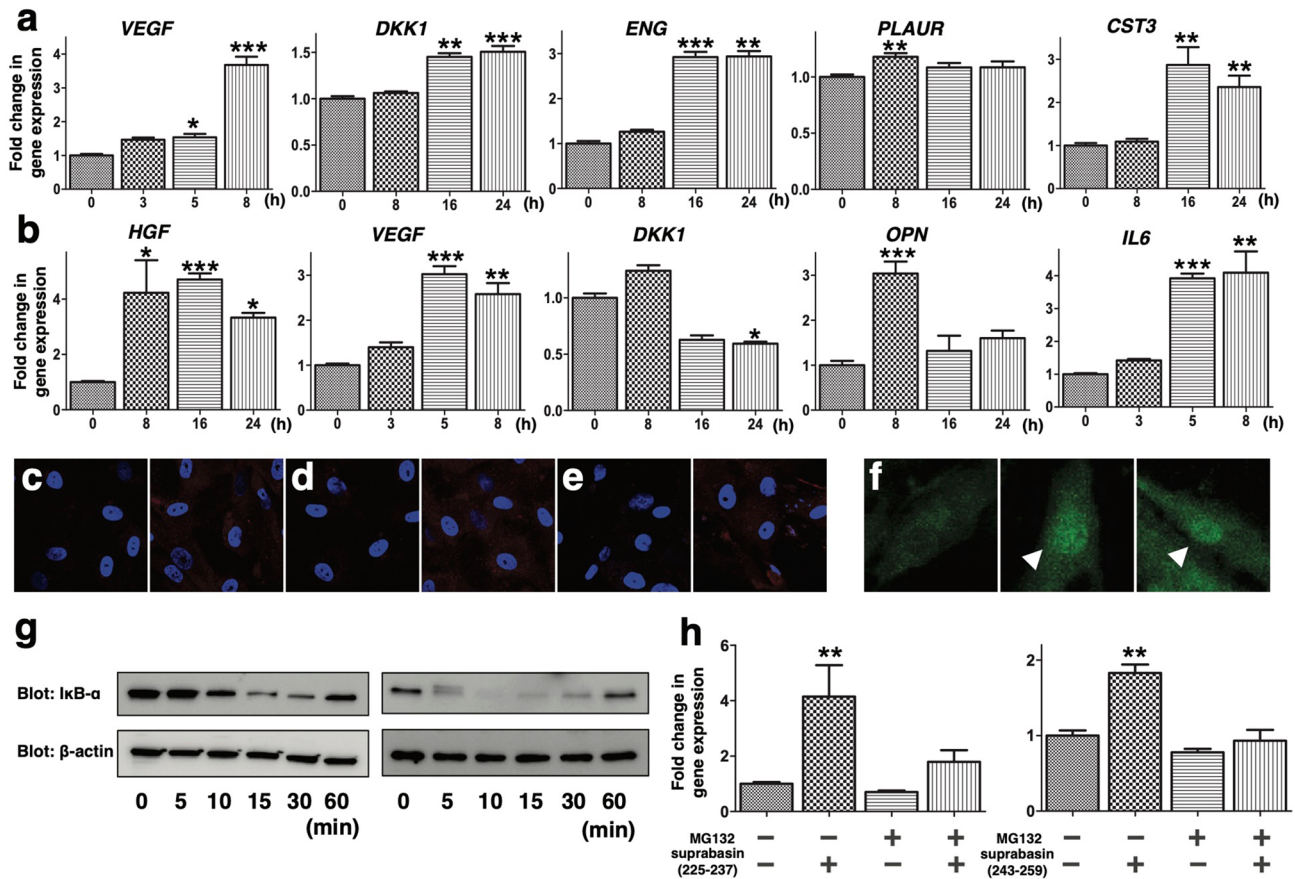 a
VEGF
Fold change in
gene expression
4
3
2
1
0
*
***
0 3 5 8 (h)
DKK1
1.5
1.0
0.5
0.0
**
***
0 8 16 24 (h)
ENG
3
2
1
0
***
**
0 8 16 24 (h)
PLAUR
1.0
0.5
0.0
**
0 8 16 24 (h)
CST3
3
2
1
0
**
**
0 8 16 24 (h)
b
HGF
Fold change in
gene expression
4
2
0
*
***
*
0 8 16 24 (h)
VEGF
3
2
1
0
***
**
0 3 5 8 (h)
DKK1
1.0
0.5
0.0
*
0 8 16 24 (h)
OPN
3
2
1
0
***
0 8 16 24 (h)
IL6
4
3
2
1
0
***
**
0 3 5 8 (h)
c d e f
g
Blot: IκB-α
Blot: β-actin
0 5 10 15 30 60
(min)
0 5 10 15 30 60
(min)
h
Fold change in
gene expression
6
4
2
0
**
MG132 − − + +
suprabasin
(225-237) − + − +
2
1
0
**
MG132 − − + +
suprabasin
(243-259) − + − +